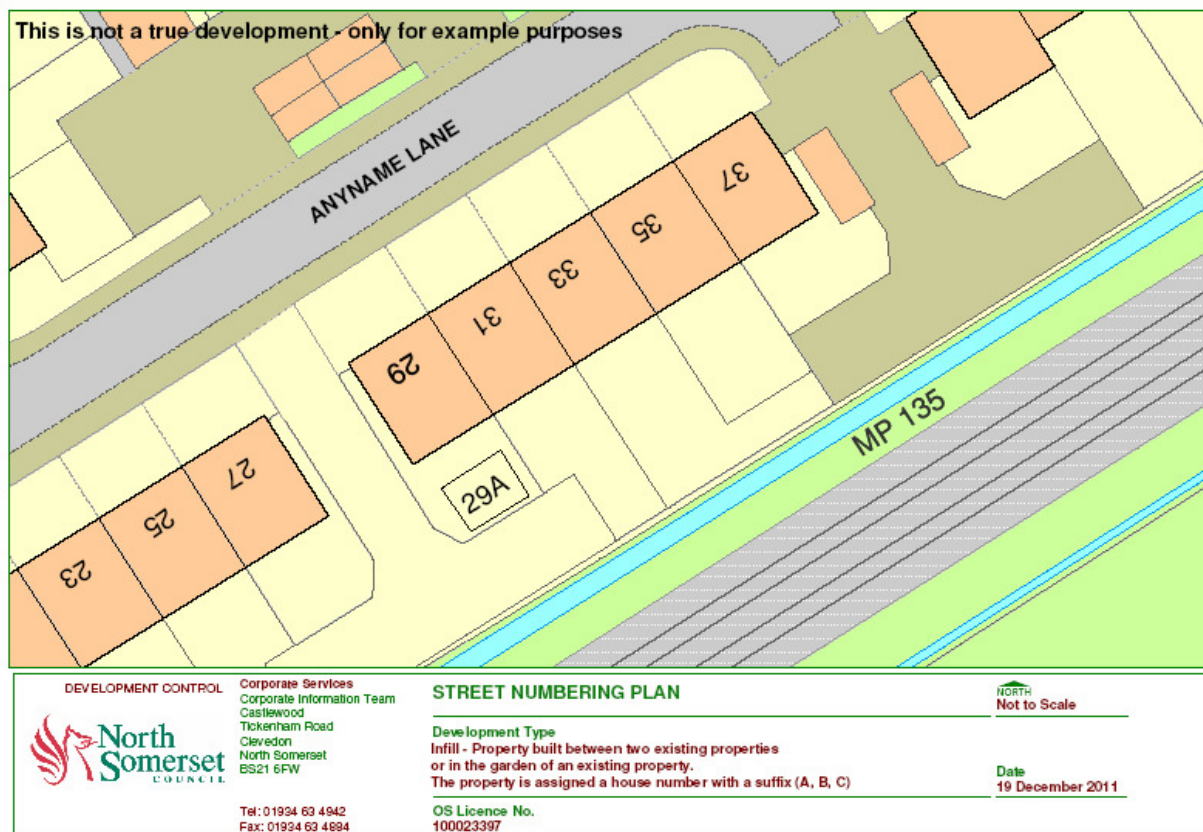 This is not a true development - only for example purposes
ANYNAME LANE
37
35
33
31
29
29A
27
25
23
MP 135
DEVELOPMENT CONTROL
North
Somerset
COUNCIL
Corporate Services
Corporate Information Team
Castlewood
Tickenham Road
Clevedon
North Somerset
BS21 6FW
Tel: 01934 63 4942
Fax: 01934 63 4884
STREET NUMBERING PLAN
Development Type
Infill - Property built between two existing properties
or in the garden of an existing property.
The property is assigned a house number with a suffix (A, B, C)
OS Licence No.
100023397
NORTH
Not to Scale
Date
19 December 2011